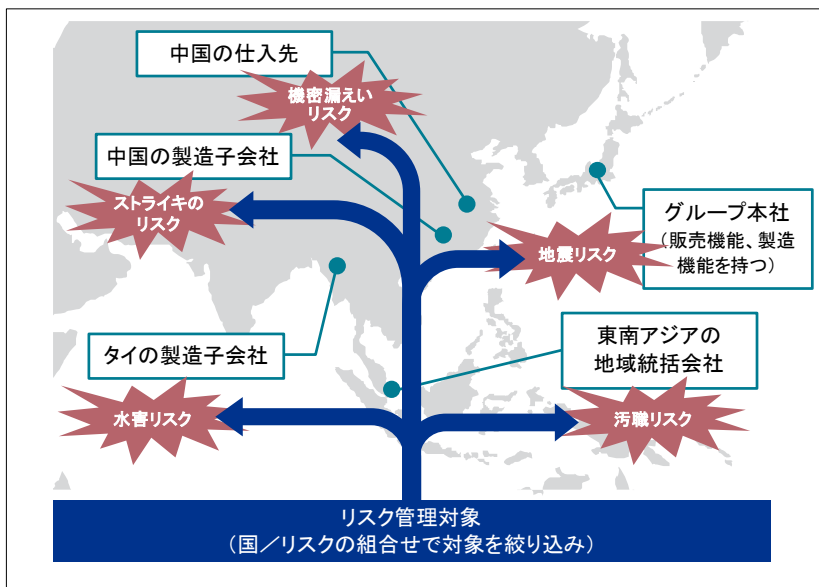 中国の仕入先
機密漏えい
リスク
中国の製造子会社
ストライキの
リスク
グループ本社
（販売機能、製造
機能を持つ）
地震リスク
タイの製造子会社
東南アジアの
地域統括会社
水害リスク
汚職リスク
リスク管理対象
（国／リスクの組合せで対象を絞り込み）